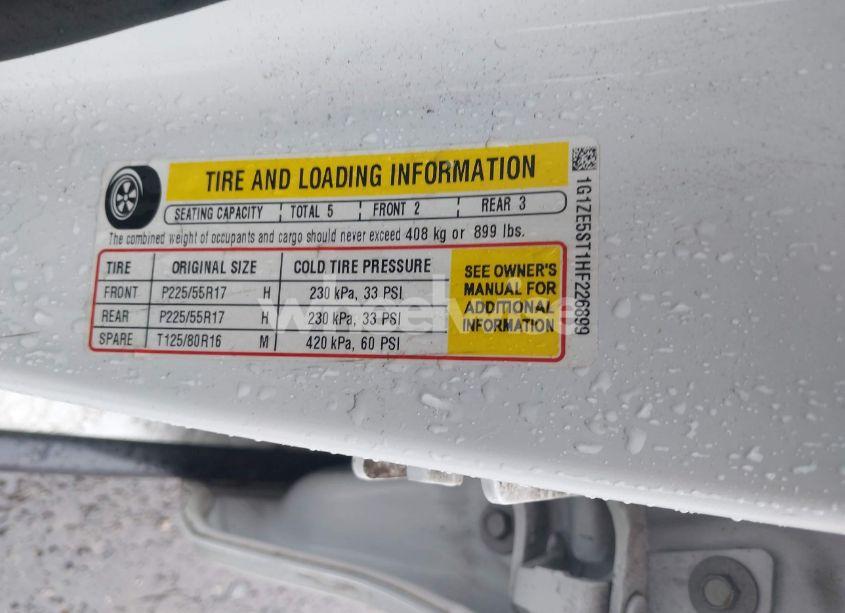 TIRE AND LOADING INFORMATION
SEATING CAPACITY TOTAL 5 FRONT 2 REAR 3
The combined weight of occupants and cargo should never exceed 408 kg or 899 lbs.
TIRE ORIGINAL SIZE COLD TIRE PRESSURE
FRONT P225/55R17 H 230 kPa, 33 PSI
REAR P225/55R17 H 230 kPa, 33 PSI
SPARE T125/80R16 M 420 kPa, 60 PSI
SEE OWNER'S
MANUAL FOR
ADDITIONAL
INFORMATION
1G1ZE5ST1HF226899